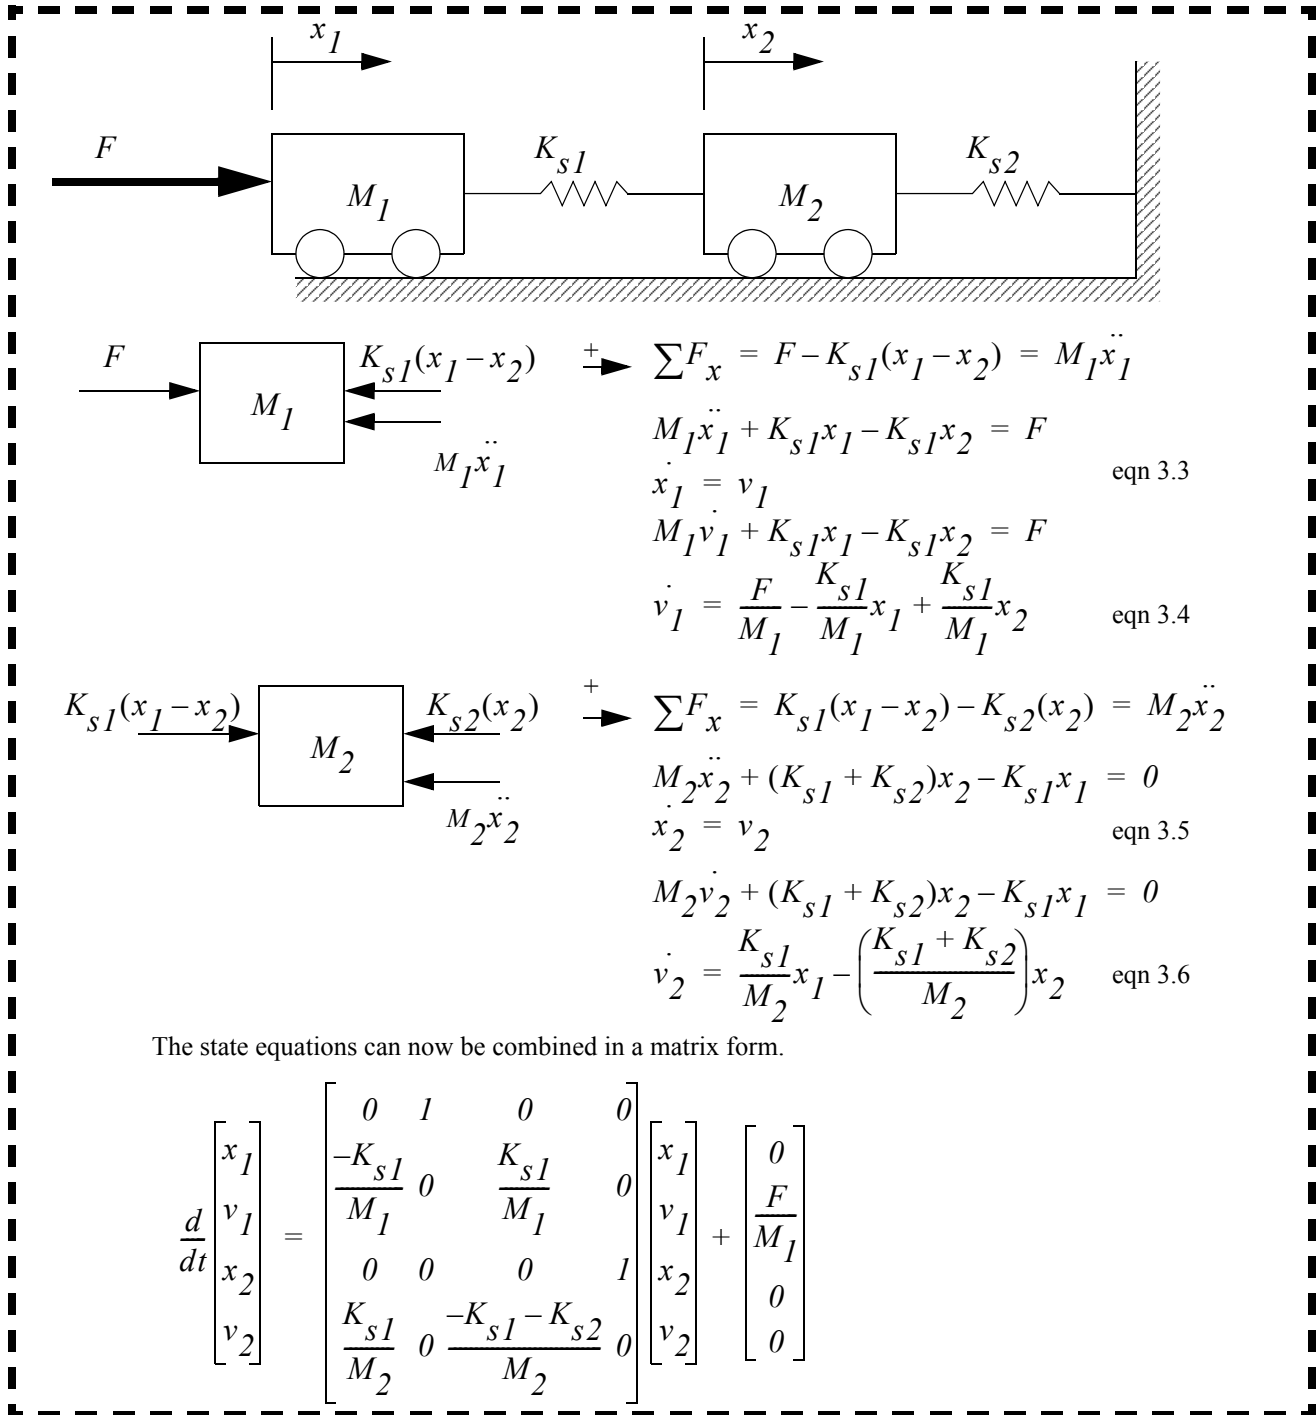 x1 x2
F Ks1 Ks2
M1 M2
F Ks1(x1 – x2) + ∑Fx = F – Ks1(x1 – x2) = M1ẍ1
M1
M1ẍ1 + Ks1x1 – Ks1x2 = F
M1ẍ1
ẋ1 = v1 eqn 3.3
M1v̇1 + Ks1x1 – Ks1x2 = F
v̇1 = F/M1 – Ks1/M1 x1 + Ks1/M1 x2 eqn 3.4
Ks1(x1 – x2) Ks2(x2) + ∑Fx = Ks1(x1 – x2) – Ks2(x2) = M2ẍ2
M2
M2ẍ2 + (Ks1 + Ks2)x2 – Ks1x1 = 0
M2ẍ2
ẋ2 = v2 eqn 3.5
M2v̇2 + (Ks1 + Ks2)x2 – Ks1x1 = 0
v̇2 = Ks1/M2 x1 – ((Ks1 + Ks2)/M2) x2 eqn 3.6
The state equations can now be combined in a matrix form.
d/dt [x1 v1 x2 v2] =
0 1 0 0
–Ks1/M1 0 Ks1/M1 0
0 0 0 1
Ks1/M2 0 (–Ks1 – Ks2)/M2 0
[x1 v1 x2 v2] + [0 F/M1 0 0]